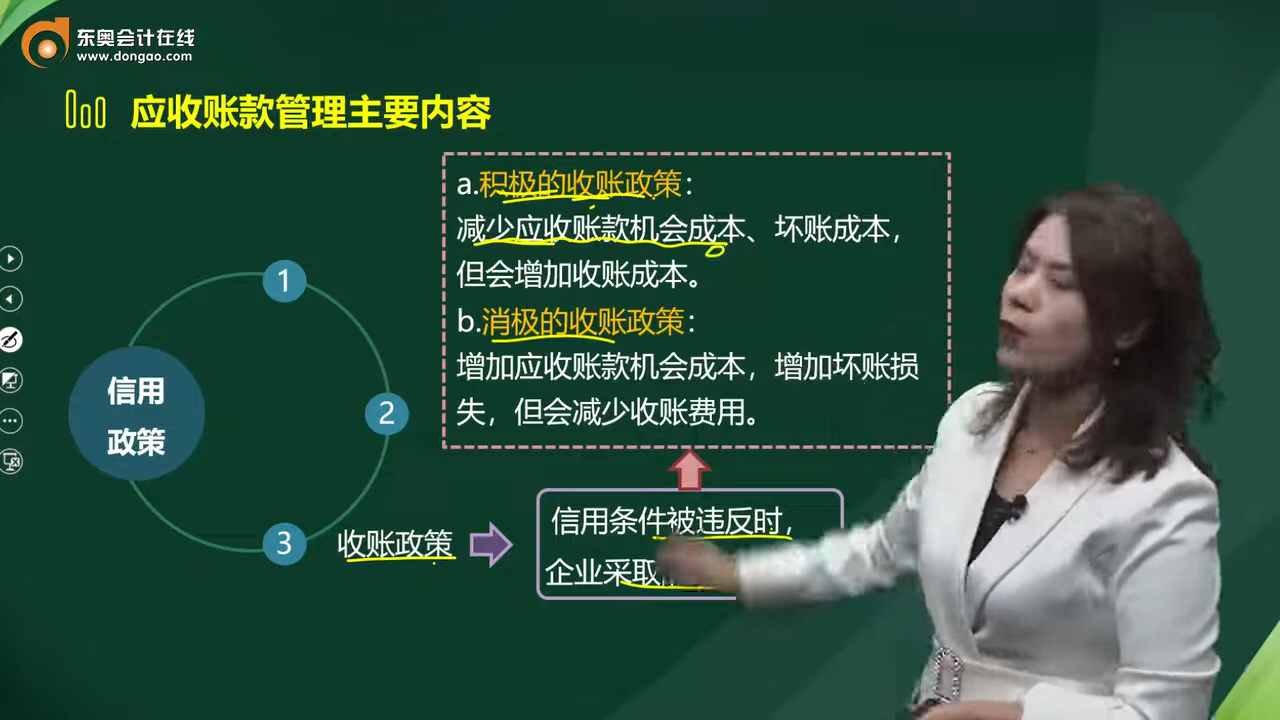 东奥会计在线
www.dongao.com
应收账款管理主要内容
a.积极的收账政策：
减少应收账款机会成本、坏账成本，
但会增加收账成本。
b.消极的收账政策：
增加应收账款机会成本，增加坏账损
失，但会减少收账费用。
1
信用
政策
2
3
收账政策
信用条件被违反时，
企业采取